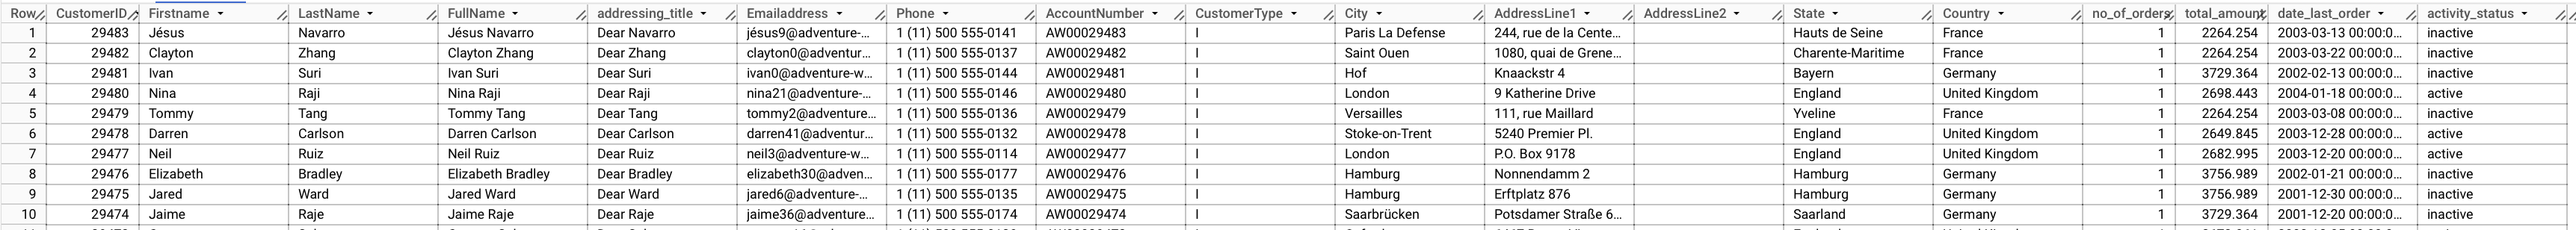 Row CustomerID Firstname LastName FullName addressing_title Emailaddress Phone AccountNumber CustomerType City AddressLine1 AddressLine2 State Country no_of_orders total_amount date_last_order activity_status
1 29483 Jésus Navarro Jésus Navarro Dear Navarro jésus9@adventure-... 1 (11) 500 555-0141 AW00029483 I Paris La Defense 244, rue de la Cente... Hauts de Seine France 1 2264.254 2003-03-13 00:00:0... inactive
2 29482 Clayton Zhang Clayton Zhang Dear Zhang clayton0@adventur... 1 (11) 500 555-0137 AW00029482 I Saint Ouen 1080, quai de Grene... Charente-Maritime France 1 2264.254 2003-03-22 00:00:0... inactive
3 29481 Ivan Suri Ivan Suri Dear Suri ivan0@adventure-w... 1 (11) 500 555-0144 AW00029481 I Hof Knaackstr 4 Bayern Germany 1 3729.364 2002-02-13 00:00:0... inactive
4 29480 Nina Raji Nina Raji Dear Raji nina21@adventure-... 1 (11) 500 555-0146 AW00029480 I London 9 Katherine Drive England United Kingdom 1 2698.443 2004-01-18 00:00:0... active
5 29479 Tommy Tang Tommy Tang Dear Tang tommy2@adventure... 1 (11) 500 555-0136 AW00029479 I Versailles 111, rue Maillard Yveline France 1 2264.254 2003-03-08 00:00:0... inactive
6 29478 Darren Carlson Darren Carlson Dear Carlson darren41@adventur... 1 (11) 500 555-0132 AW00029478 I Stoke-on-Trent 5240 Premier Pl. England United Kingdom 1 2649.845 2003-12-28 00:00:0... active
7 29477 Neil Ruiz Neil Ruiz Dear Ruiz neil3@adventure-w... 1 (11) 500 555-0114 AW00029477 I London P.O. Box 9178 England United Kingdom 1 2682.995 2003-12-20 00:00:0... active
8 29476 Elizabeth Bradley Elizabeth Bradley Dear Bradley elizabeth30@adven... 1 (11) 500 555-0177 AW00029476 I Hamburg Nonnendamm 2 Hamburg Germany 1 3756.989 2002-01-21 00:00:0... inactive
9 29475 Jared Ward Jared Ward Dear Ward jared6@adventure-... 1 (11) 500 555-0135 AW00029475 I Hamburg Erftplatz 876 Hamburg Germany 1 3756.989 2001-12-30 00:00:0... inactive
10 29474 Jaime Raje Jaime Raje Dear Raje jaime36@adventure... 1 (11) 500 555-0174 AW00029474 I Saarbrücken Potsdamer Straße 6... Saarland Germany 1 3729.364 2001-12-20 00:00:0... inactive